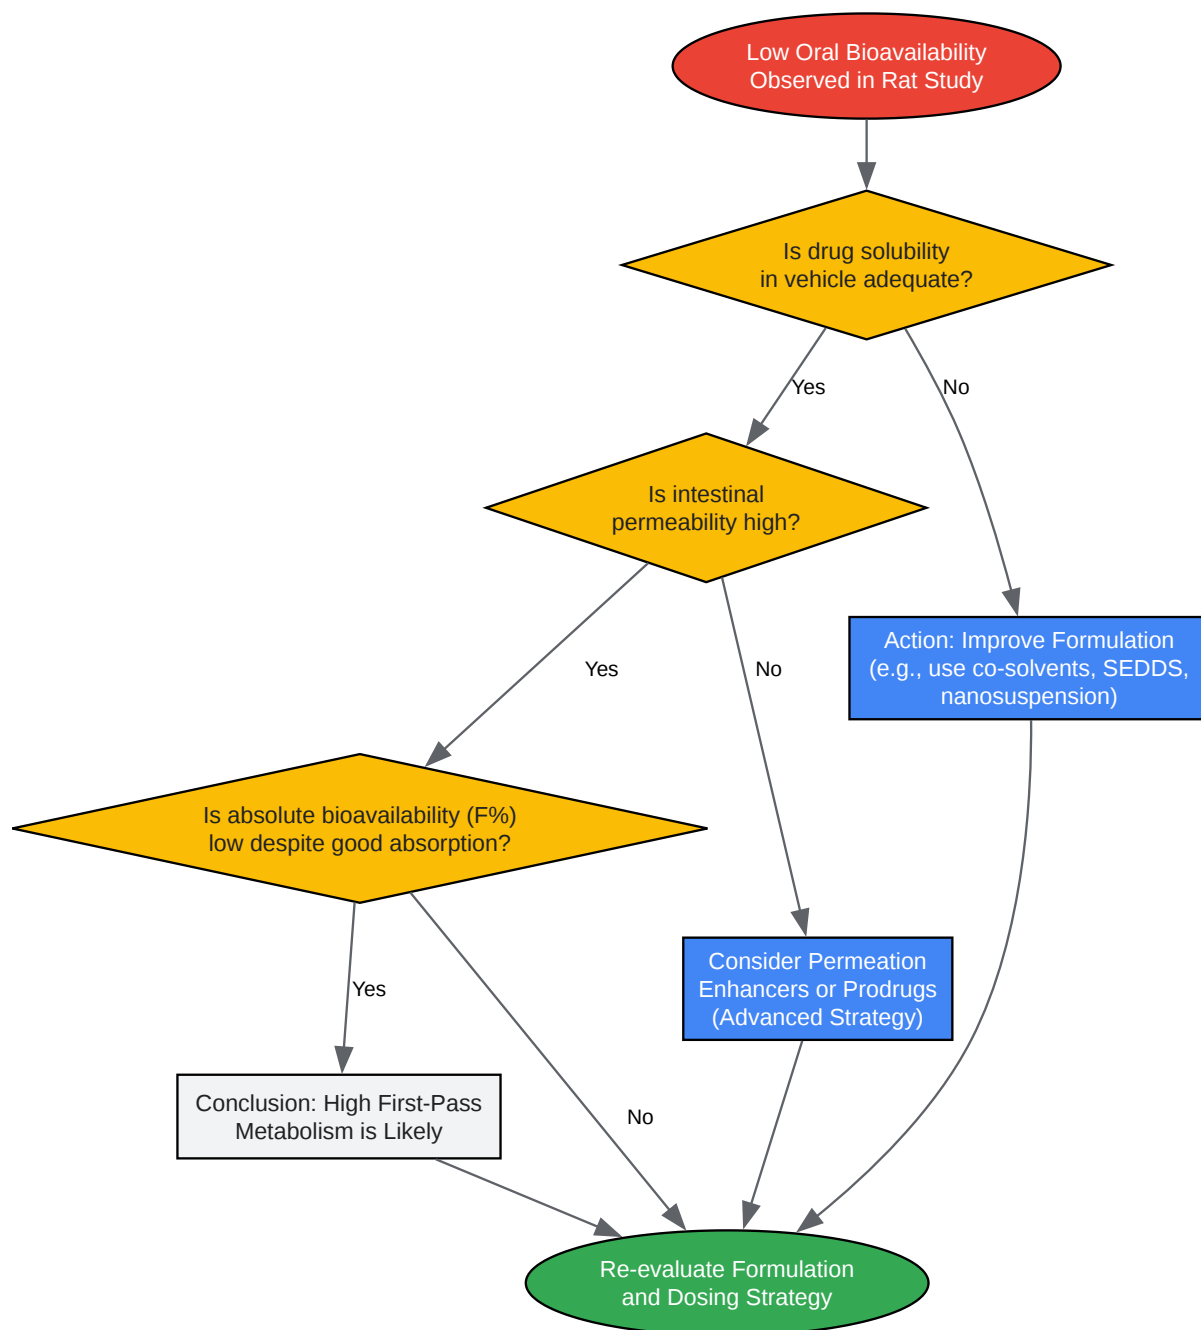 Low Oral Bioavailability
Observed in Rat Study
Is drug solubility
in vehicle adequate?
Yes
No
Is intestinal
permeability high?
Action: Improve Formulation
(e.g., use co-solvents, SEDDS,
nanosuspension)
Yes
No
Is absolute bioavailability (F%)
low despite good absorption?
Consider Permeation
Enhancers or Prodrugs
(Advanced Strategy)
Yes
Conclusion: High First-Pass
Metabolism is Likely
No
Re-evaluate Formulation
and Dosing Strategy